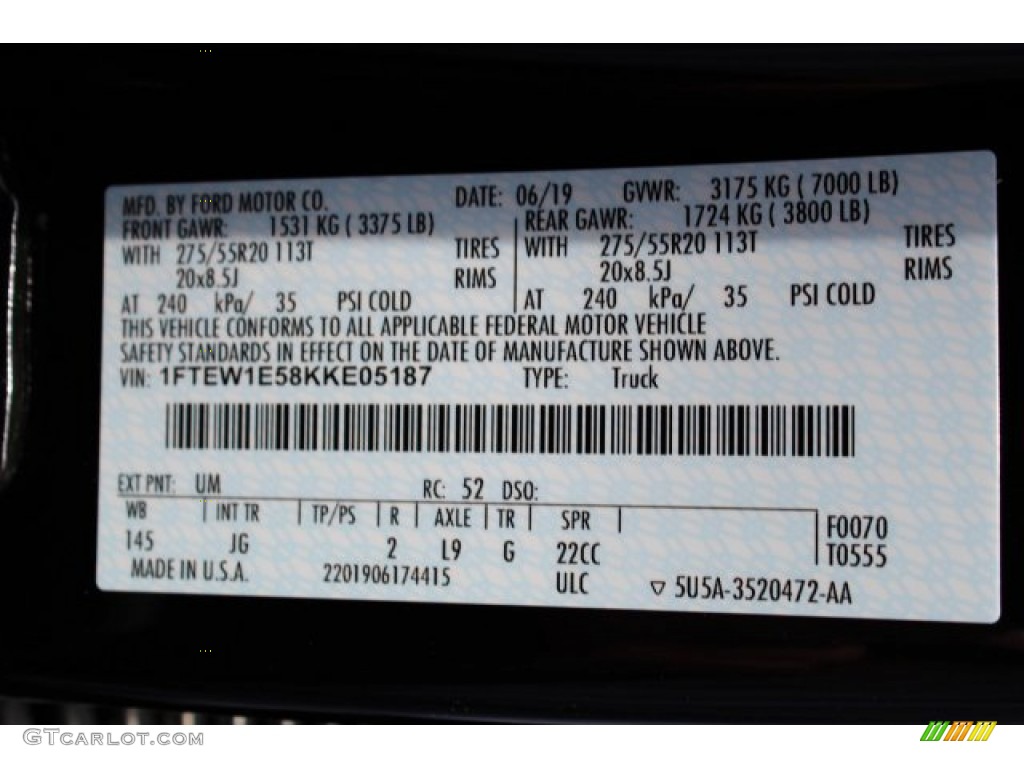 MFD. BY FORD MOTOR CO. DATE: 06/19 GVWR: 3175 KG ( 7000 LB)
FRONT GAWR: 1531 KG ( 3375 LB) REAR GAWR: 1724 KG ( 3800 LB)
WITH 275/55R20 113T TIRES WITH 275/55R20 113T TIRES
20x8.5J RIMS 20x8.5J RIMS
AT 240 kPa/ 35 PSI COLD AT 240 kPa/ 35 PSI COLD
THIS VEHICLE CONFORMS TO ALL APPLICABLE FEDERAL MOTOR VEHICLE
SAFETY STANDARDS IN EFFECT ON THE DATE OF MANUFACTURE SHOWN ABOVE.
VIN: 1FTEW1E58KKE05187 TYPE: Truck
EXT PNT: UM RC: 52 DSO:
WB | INT TR | TP/PS | R | AXLE | TR | SPR | F0070
145 JG 2 L9 G 22CC T0555
MADE IN U.S.A. 2201906174415 ULC ▽ 5U5A-3520472-AA
GTCarlot.com